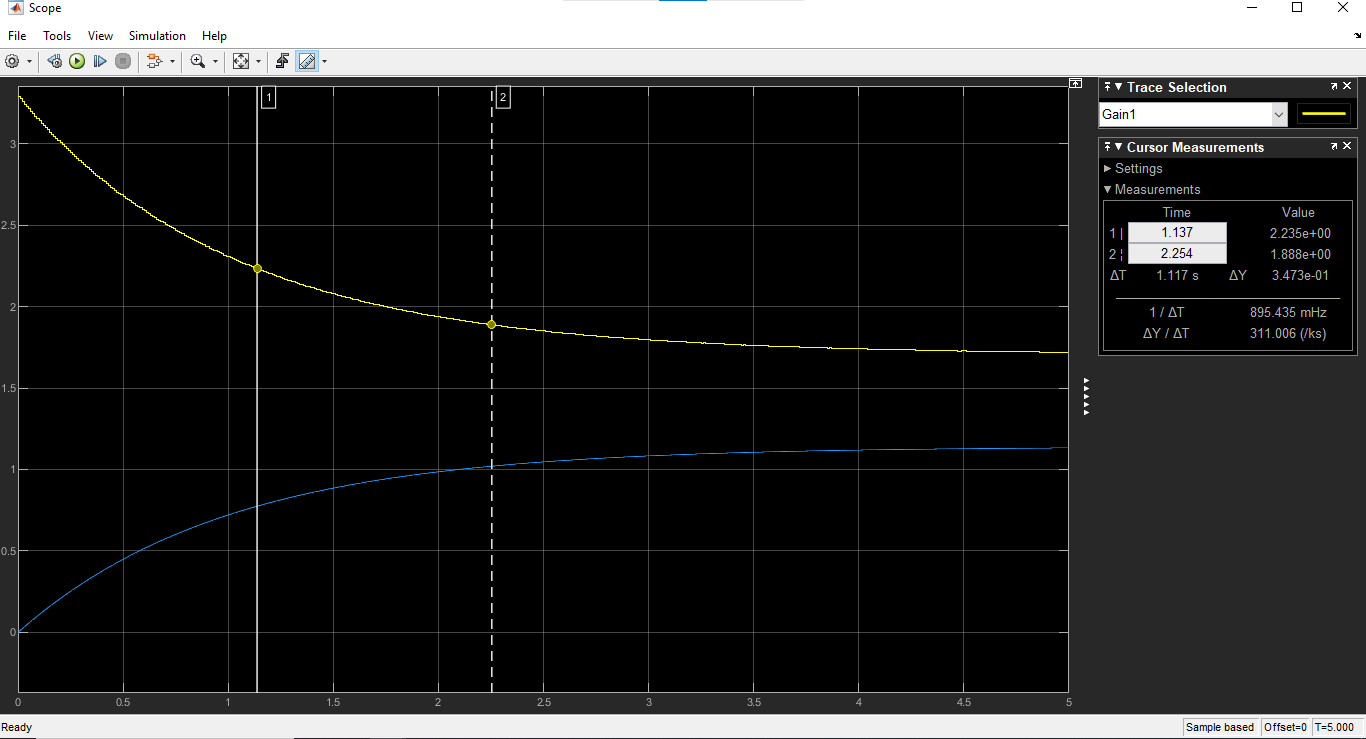 Scope
File Tools View Simulation Help
1
2
3
2.5
2
1.5
1
0.5
0
0 0.5 1 1.5 2 2.5 3 3.5 4 4.5 5
Trace Selection
Gain1
Cursor Measurements
Settings
Measurements
Time Value
1 | 1.137 2.235e+00
2 ¦ 2.254 1.888e+00
ΔT 1.117 s ΔY 3.473e-01
1 / ΔT 895.435 mHz
ΔY / ΔT 311.006 (/ks)
Ready Sample based Offset=0 T=5.000